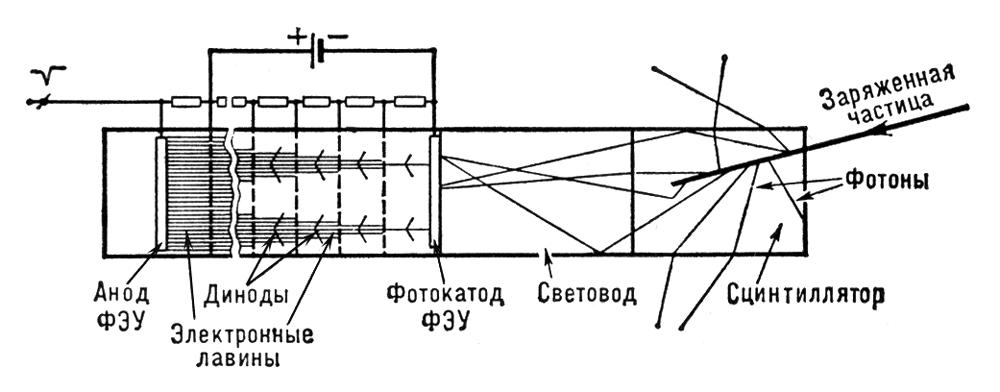 + −
Заряженная
частица
Фотоны
Анод
ФЭУ
Диноды
Электронные
лавины
Фотокатод
ФЭУ
Световод
Сцинтиллятор